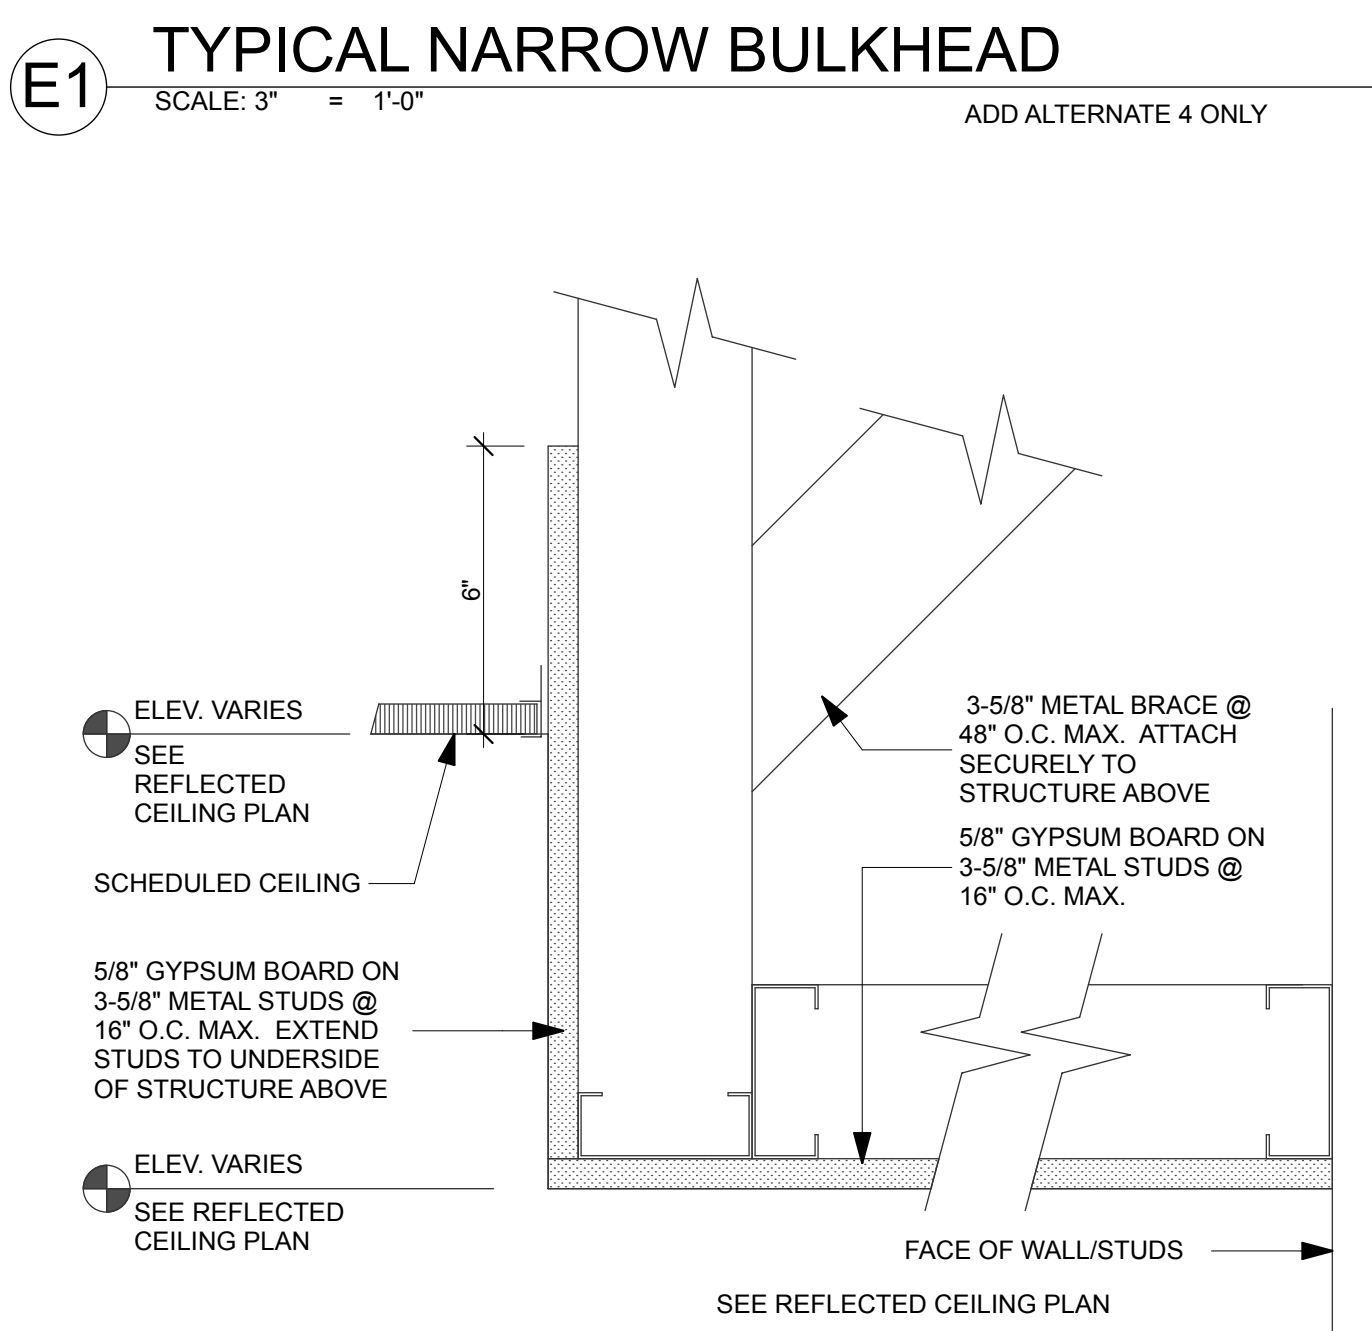 E1
TYPICAL NARROW BULKHEAD
SCALE: 3" = 1'-0"
ADD ALTERNATE 4 ONLY
6"
ELEV. VARIES
SEE
REFLECTED
CEILING PLAN
SCHEDULED CEILING
5/8" GYPSUM BOARD ON
3-5/8" METAL STUDS @
16" O.C. MAX. EXTEND
STUDS TO UNDERSIDE
OF STRUCTURE ABOVE
ELEV. VARIES
SEE REFLECTED
CEILING PLAN
3-5/8" METAL BRACE @
48" O.C. MAX. ATTACH
SECURELY TO
STRUCTURE ABOVE
5/8" GYPSUM BOARD ON
3-5/8" METAL STUDS @
16" O.C. MAX.
FACE OF WALL/STUDS
SEE REFLECTED CEILING PLAN